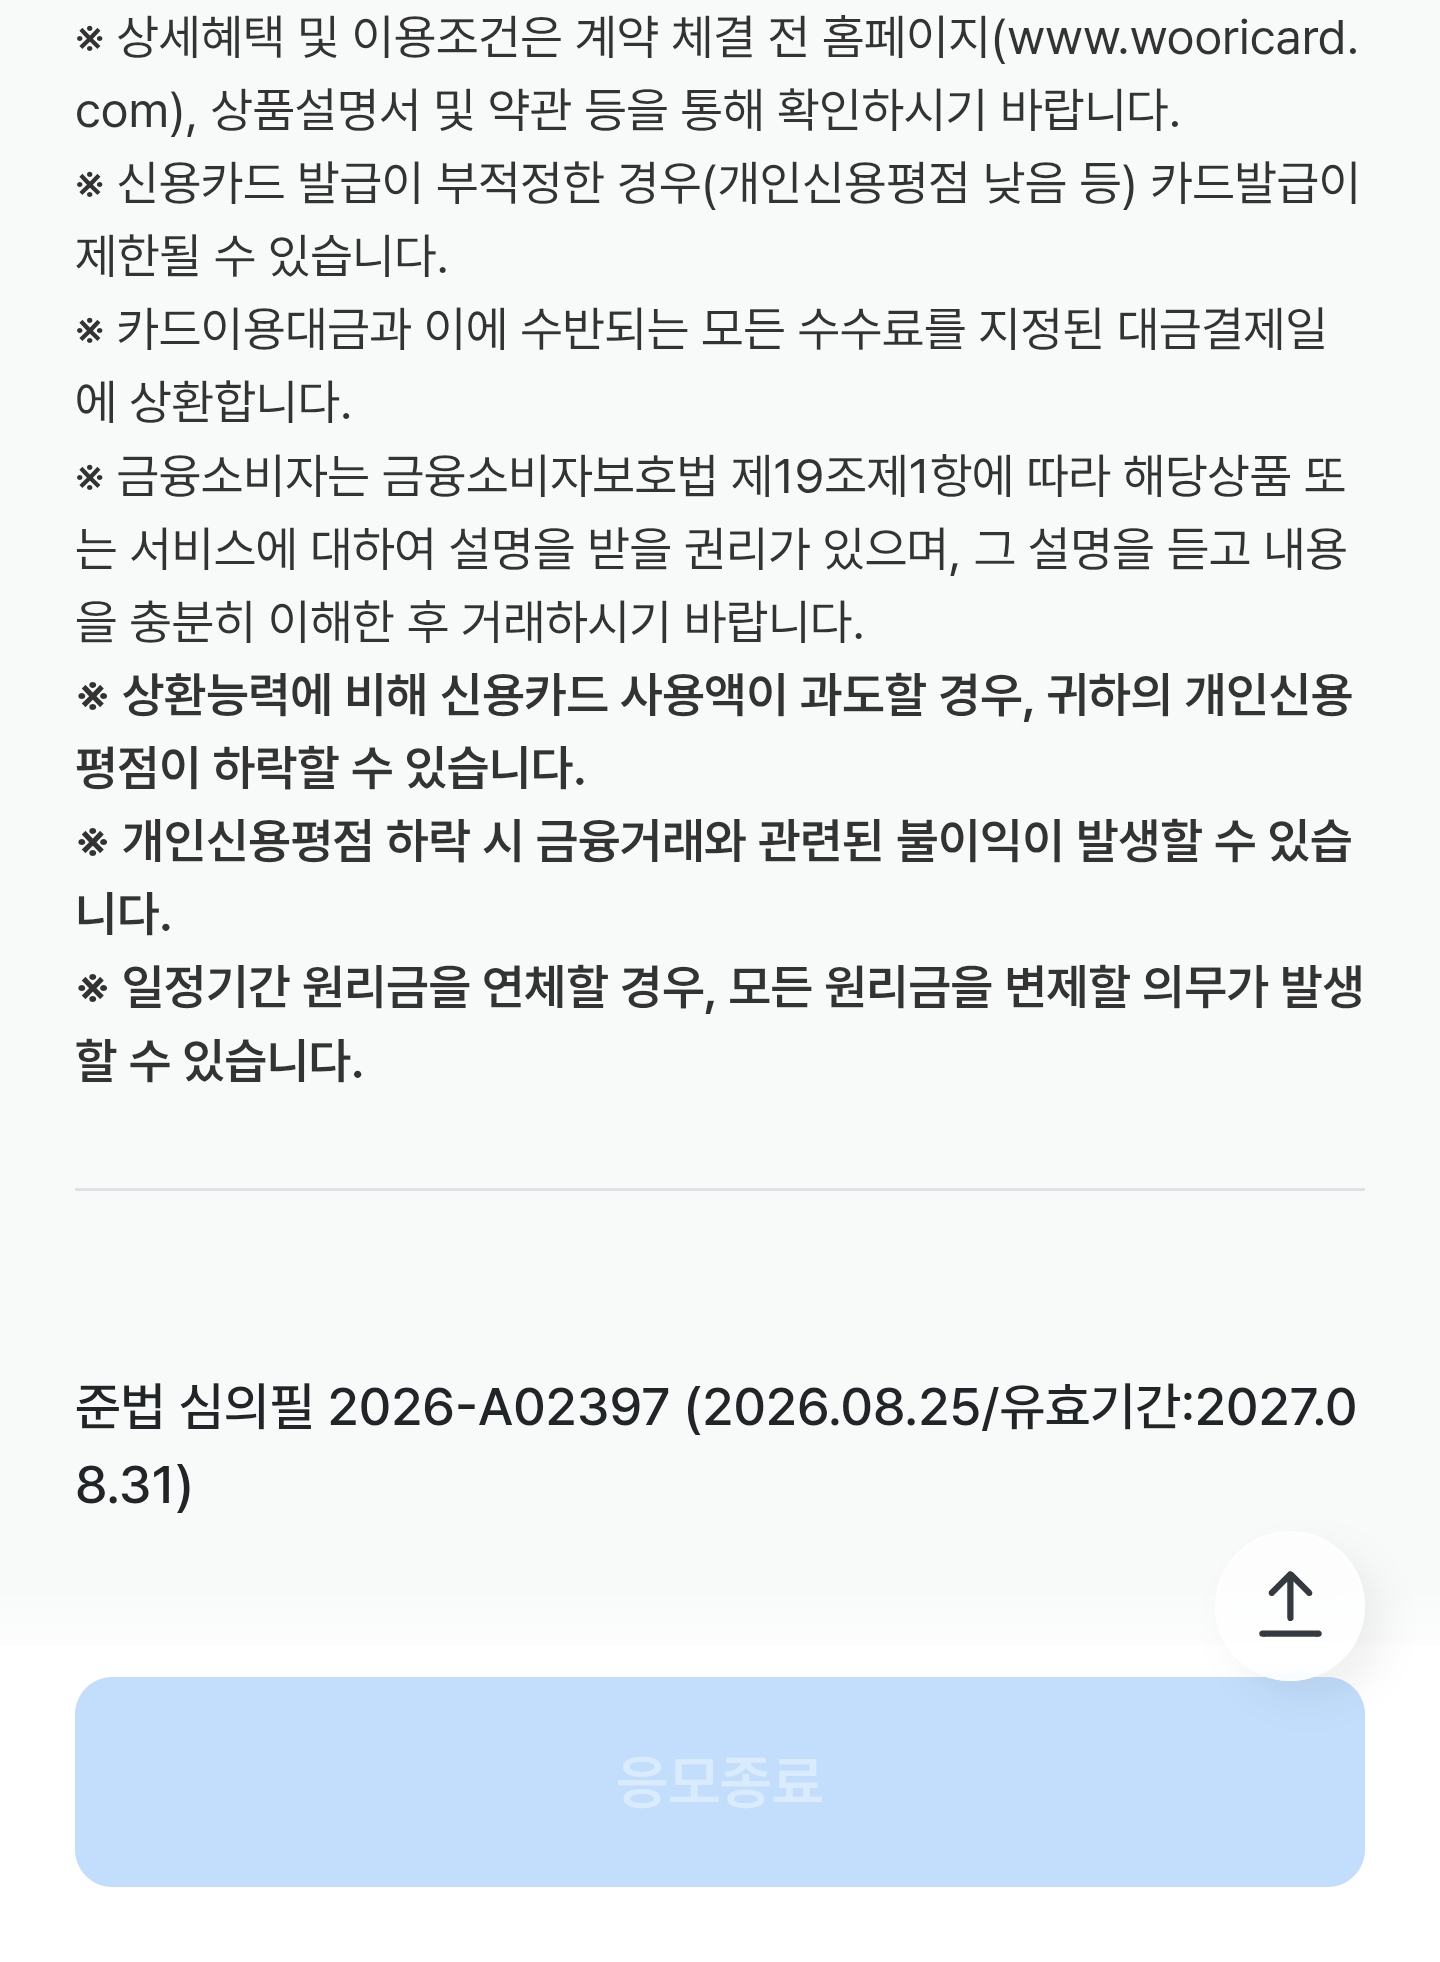 ※ 상세혜택 및 이용조건은 계약 체결 전 홈페이지(www.wooricard.
com), 상품설명서 및 약관 등을 통해 확인하시기 바랍니다.
※ 신용카드 발급이 부적정한 경우(개인신용평점 낮음 등) 카드발급이
제한될 수 있습니다.
※ 카드이용대금과 이에 수반되는 모든 수수료를 지정된 대금결제일
에 상환합니다.
※ 금융소비자는 금융소비자보호법 제19조제1항에 따라 해당상품 또
는 서비스에 대하여 설명을 받을 권리가 있으며, 그 설명을 듣고 내용
을 충분히 이해한 후 거래하시기 바랍니다.
※ 상환능력에 비해 신용카드 사용액이 과도할 경우, 귀하의 개인신용
평점이 하락할 수 있습니다.
※ 개인신용평점 하락 시 금융거래와 관련된 불이익이 발생할 수 있습
니다.
※ 일정기간 원리금을 연체할 경우, 모든 원리금을 변제할 의무가 발생
할 수 있습니다.
준법 심의필 2026-A02397 (2026.08.25/유효기간:2027.0
8.31)
응모종료